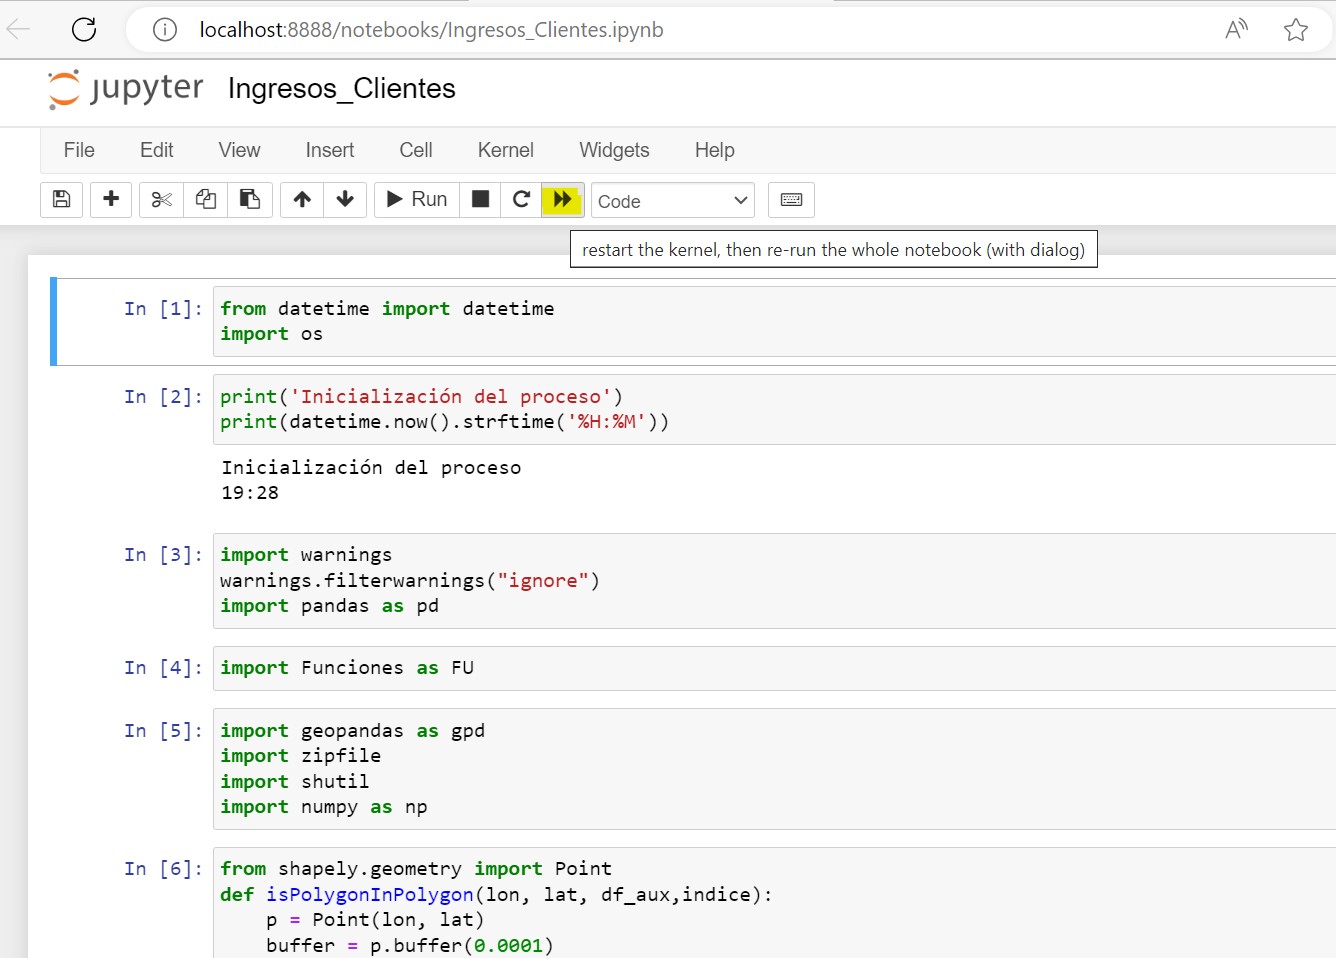 localhost:8888/notebooks/Ingresos_Clientes.ipynb
jupyter Ingresos_Clientes
File Edit View Insert Cell Kernel Widgets Help
Run Code
restart the kernel, then re-run the whole notebook (with dialog)
In [1]: from datetime import datetime
import os
In [2]: print('Inicialización del proceso')
print(datetime.now().strftime('%H:%M'))
Inicialización del proceso
19:28
In [3]: import warnings
warnings.filterwarnings("ignore")
import pandas as pd
In [4]: import Funciones as FU
In [5]: import geopandas as gpd
import zipfile
import shutil
import numpy as np
In [6]: from shapely.geometry import Point
def isPolygonInPolygon(lon, lat, df_aux,indice):
    p = Point(lon, lat)
    buffer = p.buffer(0.0001)